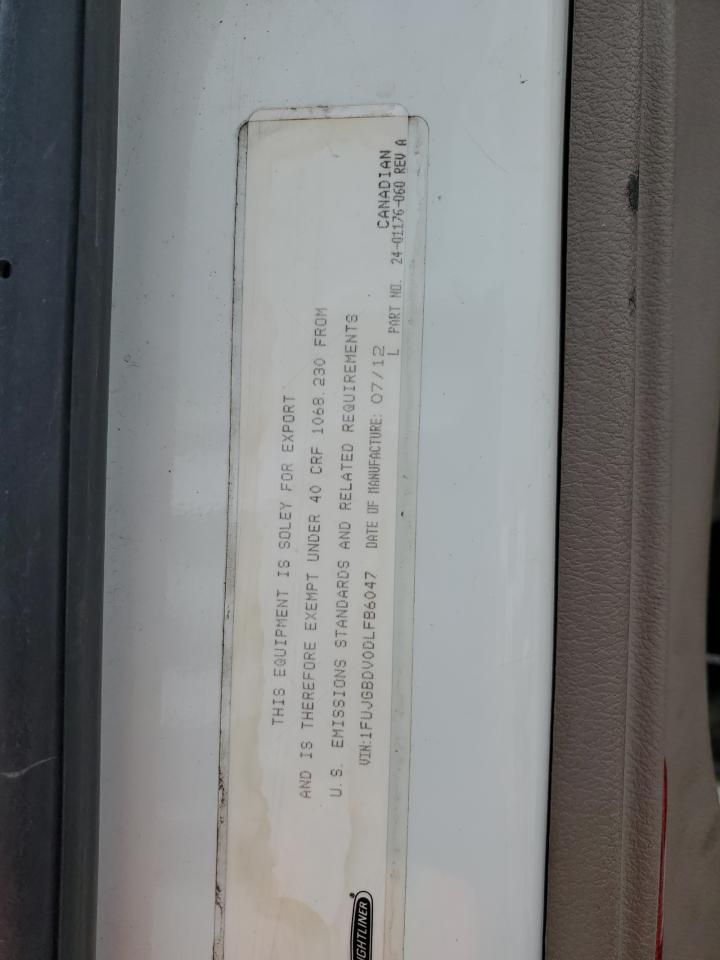 THIS EQUIPMENT IS SOLEY FOR EXPORT
AND IS THEREFORE EXEMPT UNDER 40 CRF 1068.230 FROM
U.S. EMISSIONS STANDARDS AND RELATED REQUIREMENTS
VIN:1FUJGBDV0DLFB6047 DATE OF MANUFACTURE: 07/12
CANADIAN
L PART NO. 24-01176-060 REV A
IGHTLINER